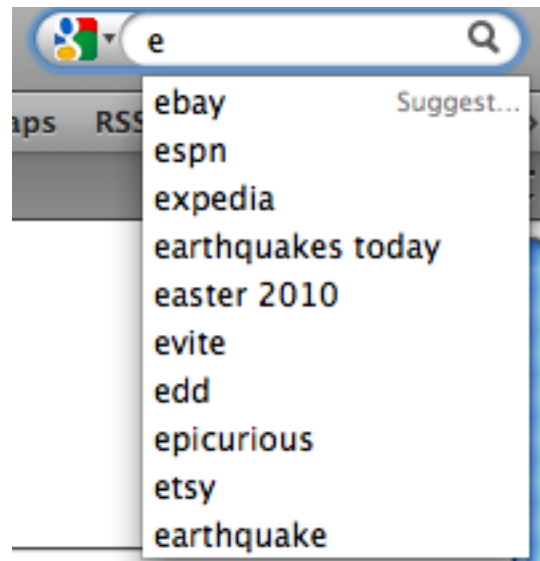 e
aps RSS
ebay Suggest...
espn
expedia
earthquakes today
easter 2010
evite
edd
epicurious
etsy
earthquake